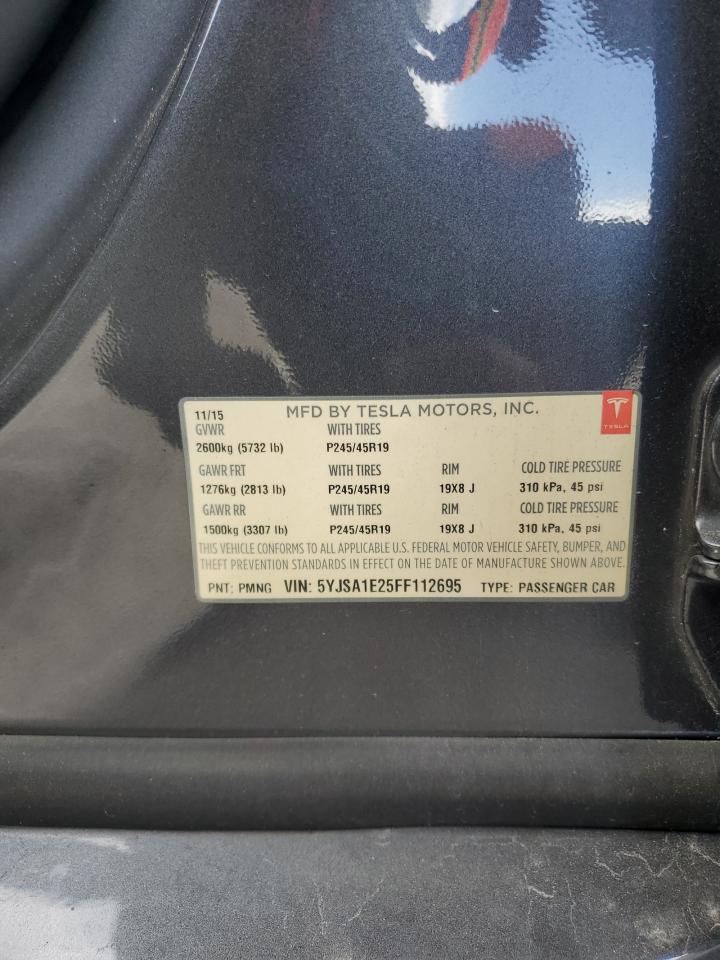 11/15 MFD BY TESLA MOTORS, INC.
TESLA
GVWR WITH TIRES
2600kg (5732 lb) P245/45R19
GAWR FRT WITH TIRES RIM COLD TIRE PRESSURE
1276kg (2813 lb) P245/45R19 19X8 J 310 kPa, 45 psi
GAWR RR WITH TIRES RIM COLD TIRE PRESSURE
1500kg (3307 lb) P245/45R19 19X8 J 310 kPa, 45 psi
THIS VEHICLE CONFORMS TO ALL APPLICABLE U.S. FEDERAL MOTOR VEHICLE SAFETY, BUMPER, AND
THEFT PREVENTION STANDARDS IN EFFECT ON THE DATE OF MANUFACTURE SHOWN ABOVE.
PNT: PMNG VIN: 5YJSA1E25FF112695 TYPE: PASSENGER CAR